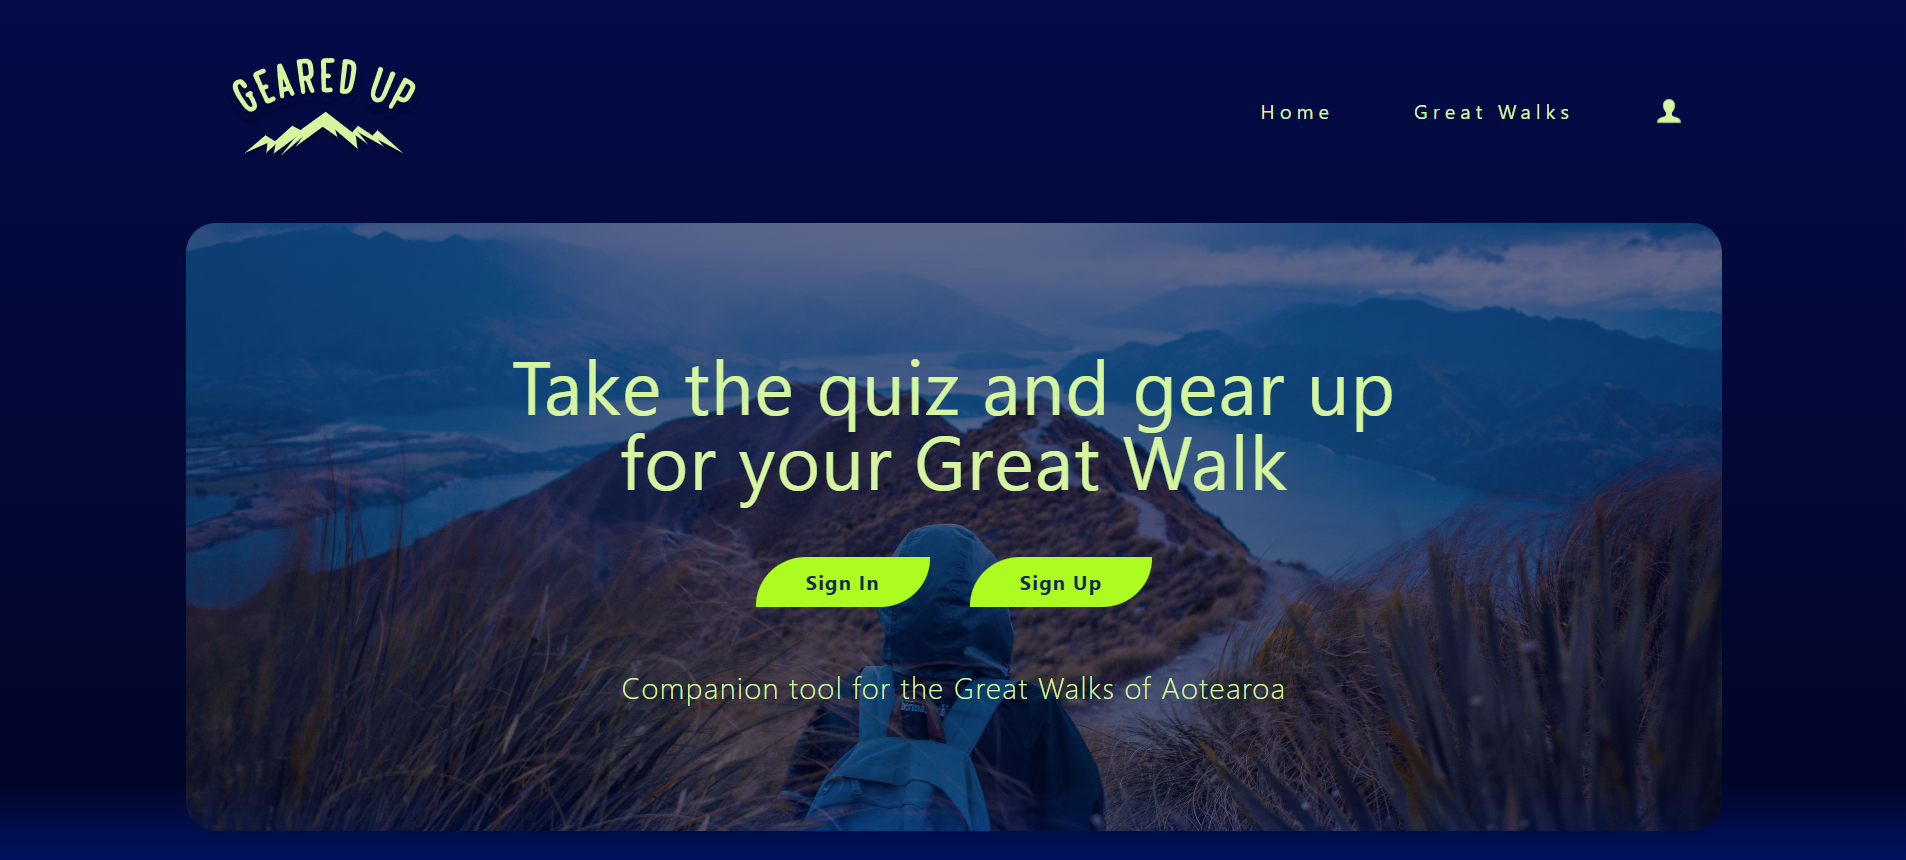 GEARED UP
Home
Great Walks
Take the quiz and gear up
for your Great Walk
Sign In
Sign Up
Companion tool for the Great Walks of Aotearoa